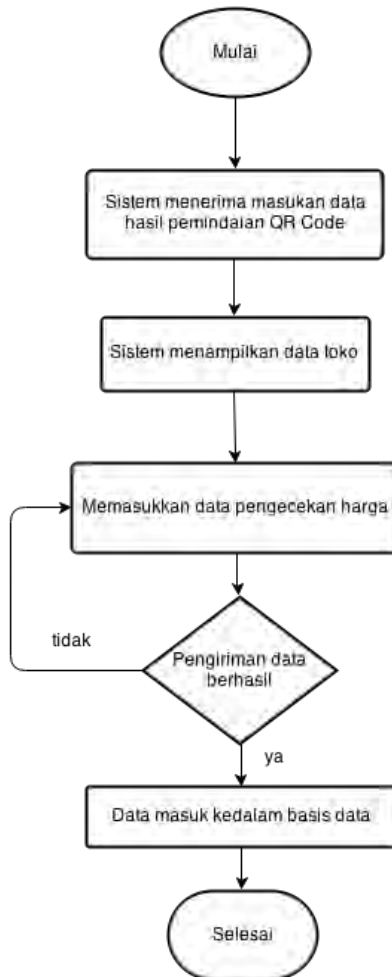 Mulai
Sistem menerima masukan data
hasil pemindaian QR Code
Sistem menampilkan data toko
Memasukkan data pengecekan harga
tidak
Pengiriman data
berhasil
ya
Data masuk kedalam basis data
Selesai